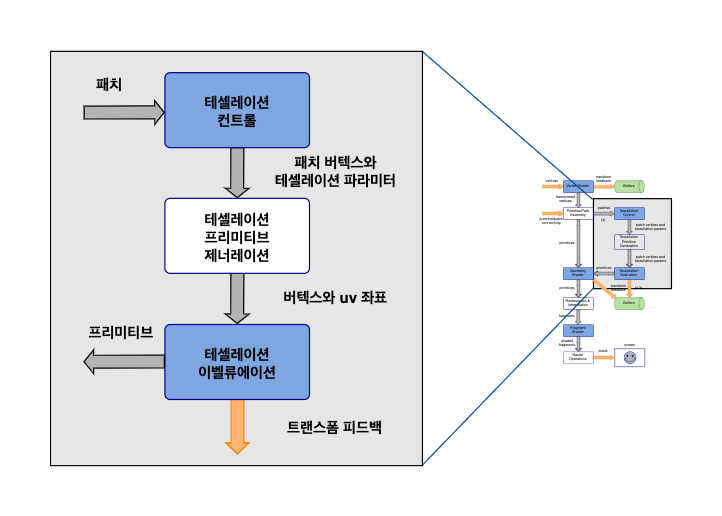 패치
테셀레이션
컨트롤
패치 버텍스와
테셀레이션 파라미터
테셀레이션
프리미티브
제너레이션
버텍스와 uv 좌표
프리미티브
테셀레이션
이벨류에이션
트랜스폼 피드백
vertices
Vertex Shader
transform
feedback
Buffers
transformed
vertices
primitive/patch
connectivity
Assembly
patches
Tessellation
Control
patch vertices and
tessellation params
Tessellation
Primitive
Generation
primitives
patch vertices and
tessellation params
Geometry
Shader
primitives
Tessellation
Evaluation
transform
primitives
Rasterization &
Interpolation
Buffers
fragments
Fragment
Shader
shaded
fragments
Raster
Operations
pixels
screen